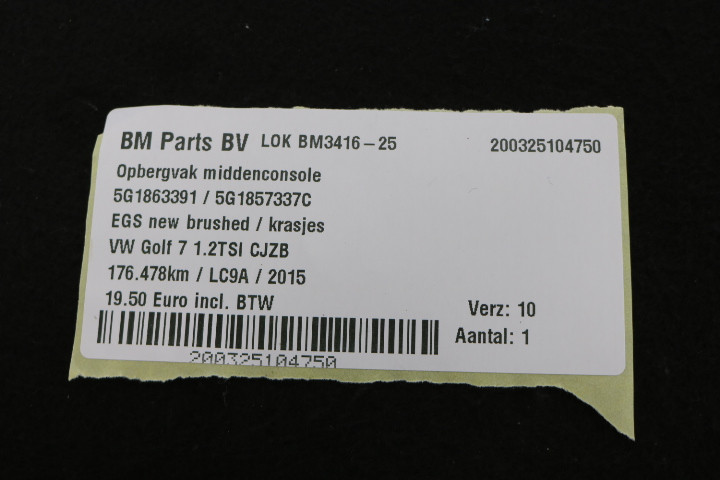 BM Parts BV LOK BM3416-25 200325104750
Opbergvak middenconsole
5G1863391 / 5G1857337C
EGS new brushed / krasjes
VW Golf 7 1.2TSI CJZB
176.478km / LC9A / 2015
19.50 Euro incl. BTW
Verz: 10
Aantal: 1
200325104750